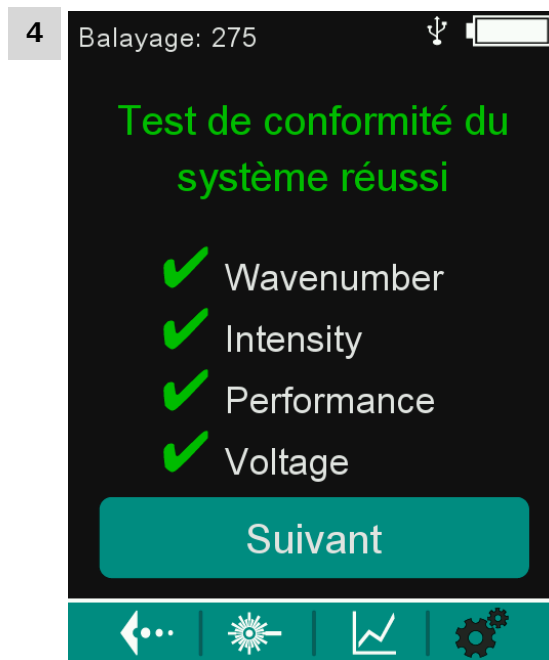 4
Balayage: 275
Test de conformité du
système réussi
Wavenumber
Intensity
Performance
Voltage
Suivant